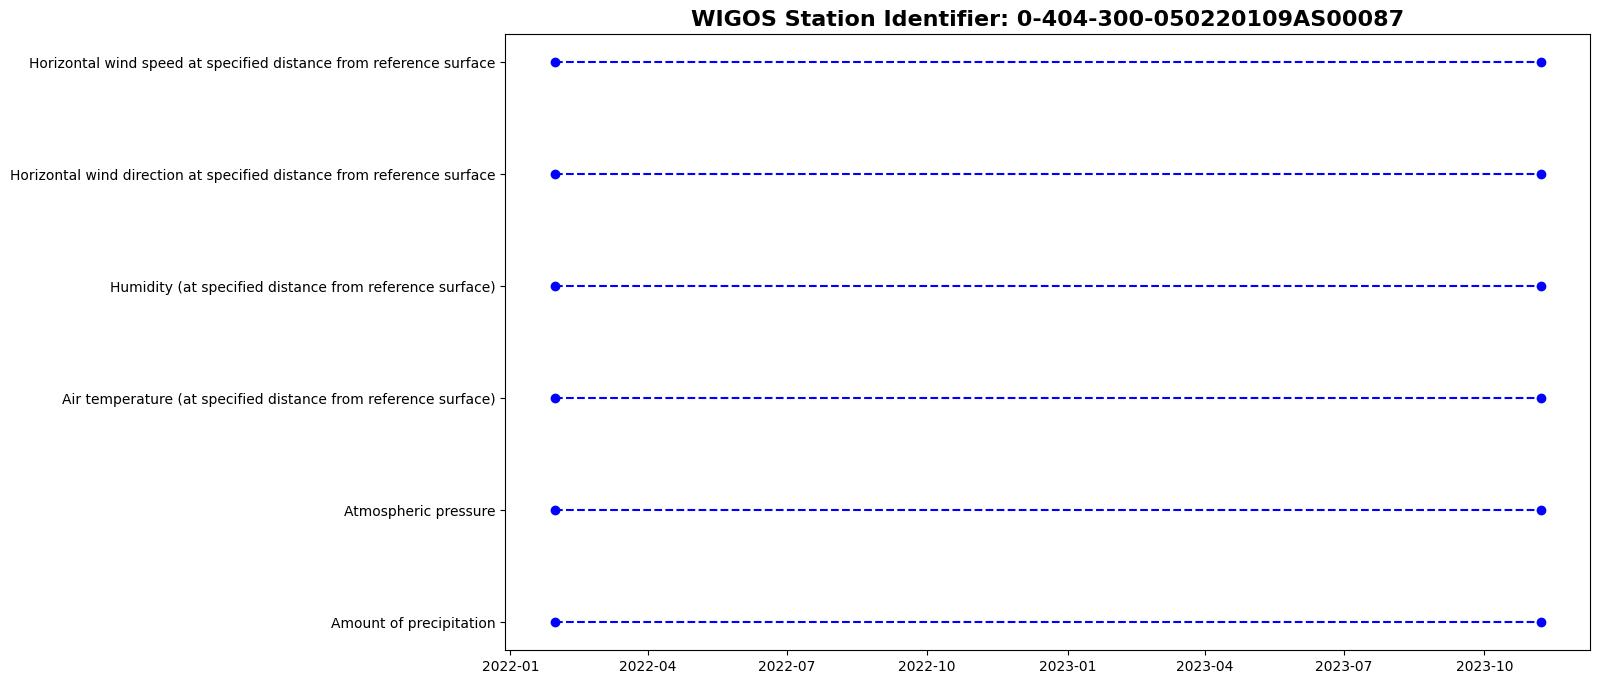 WIGOS Station Identifier: 0-404-300-050220109AS00087
Horizontal wind speed at specified distance from reference surface
Horizontal wind direction at specified distance from reference surface
Humidity (at specified distance from reference surface)
Air temperature (at specified distance from reference surface)
Atmospheric pressure
Amount of precipitation
2022-01 2022-04 2022-07 2022-10 2023-01 2023-04 2023-07 2023-10